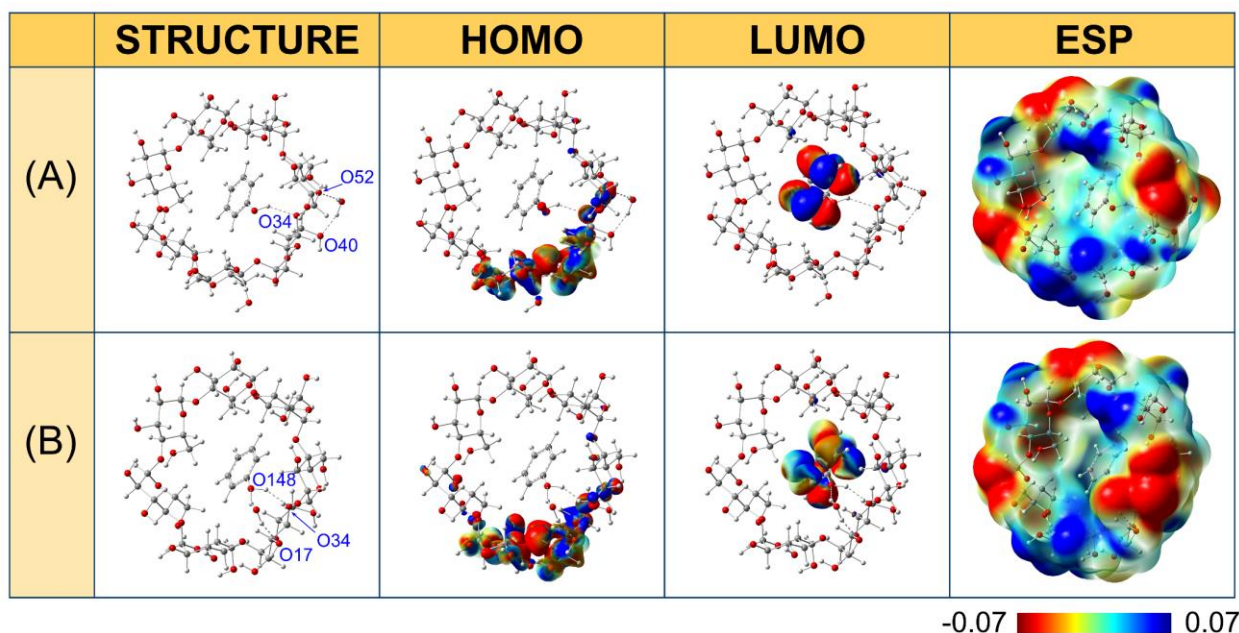 STRUCTURE HOMO LUMO ESP
(A)
O52
O34
O40
(B)
O148
O34
O17
-0.07 0.07